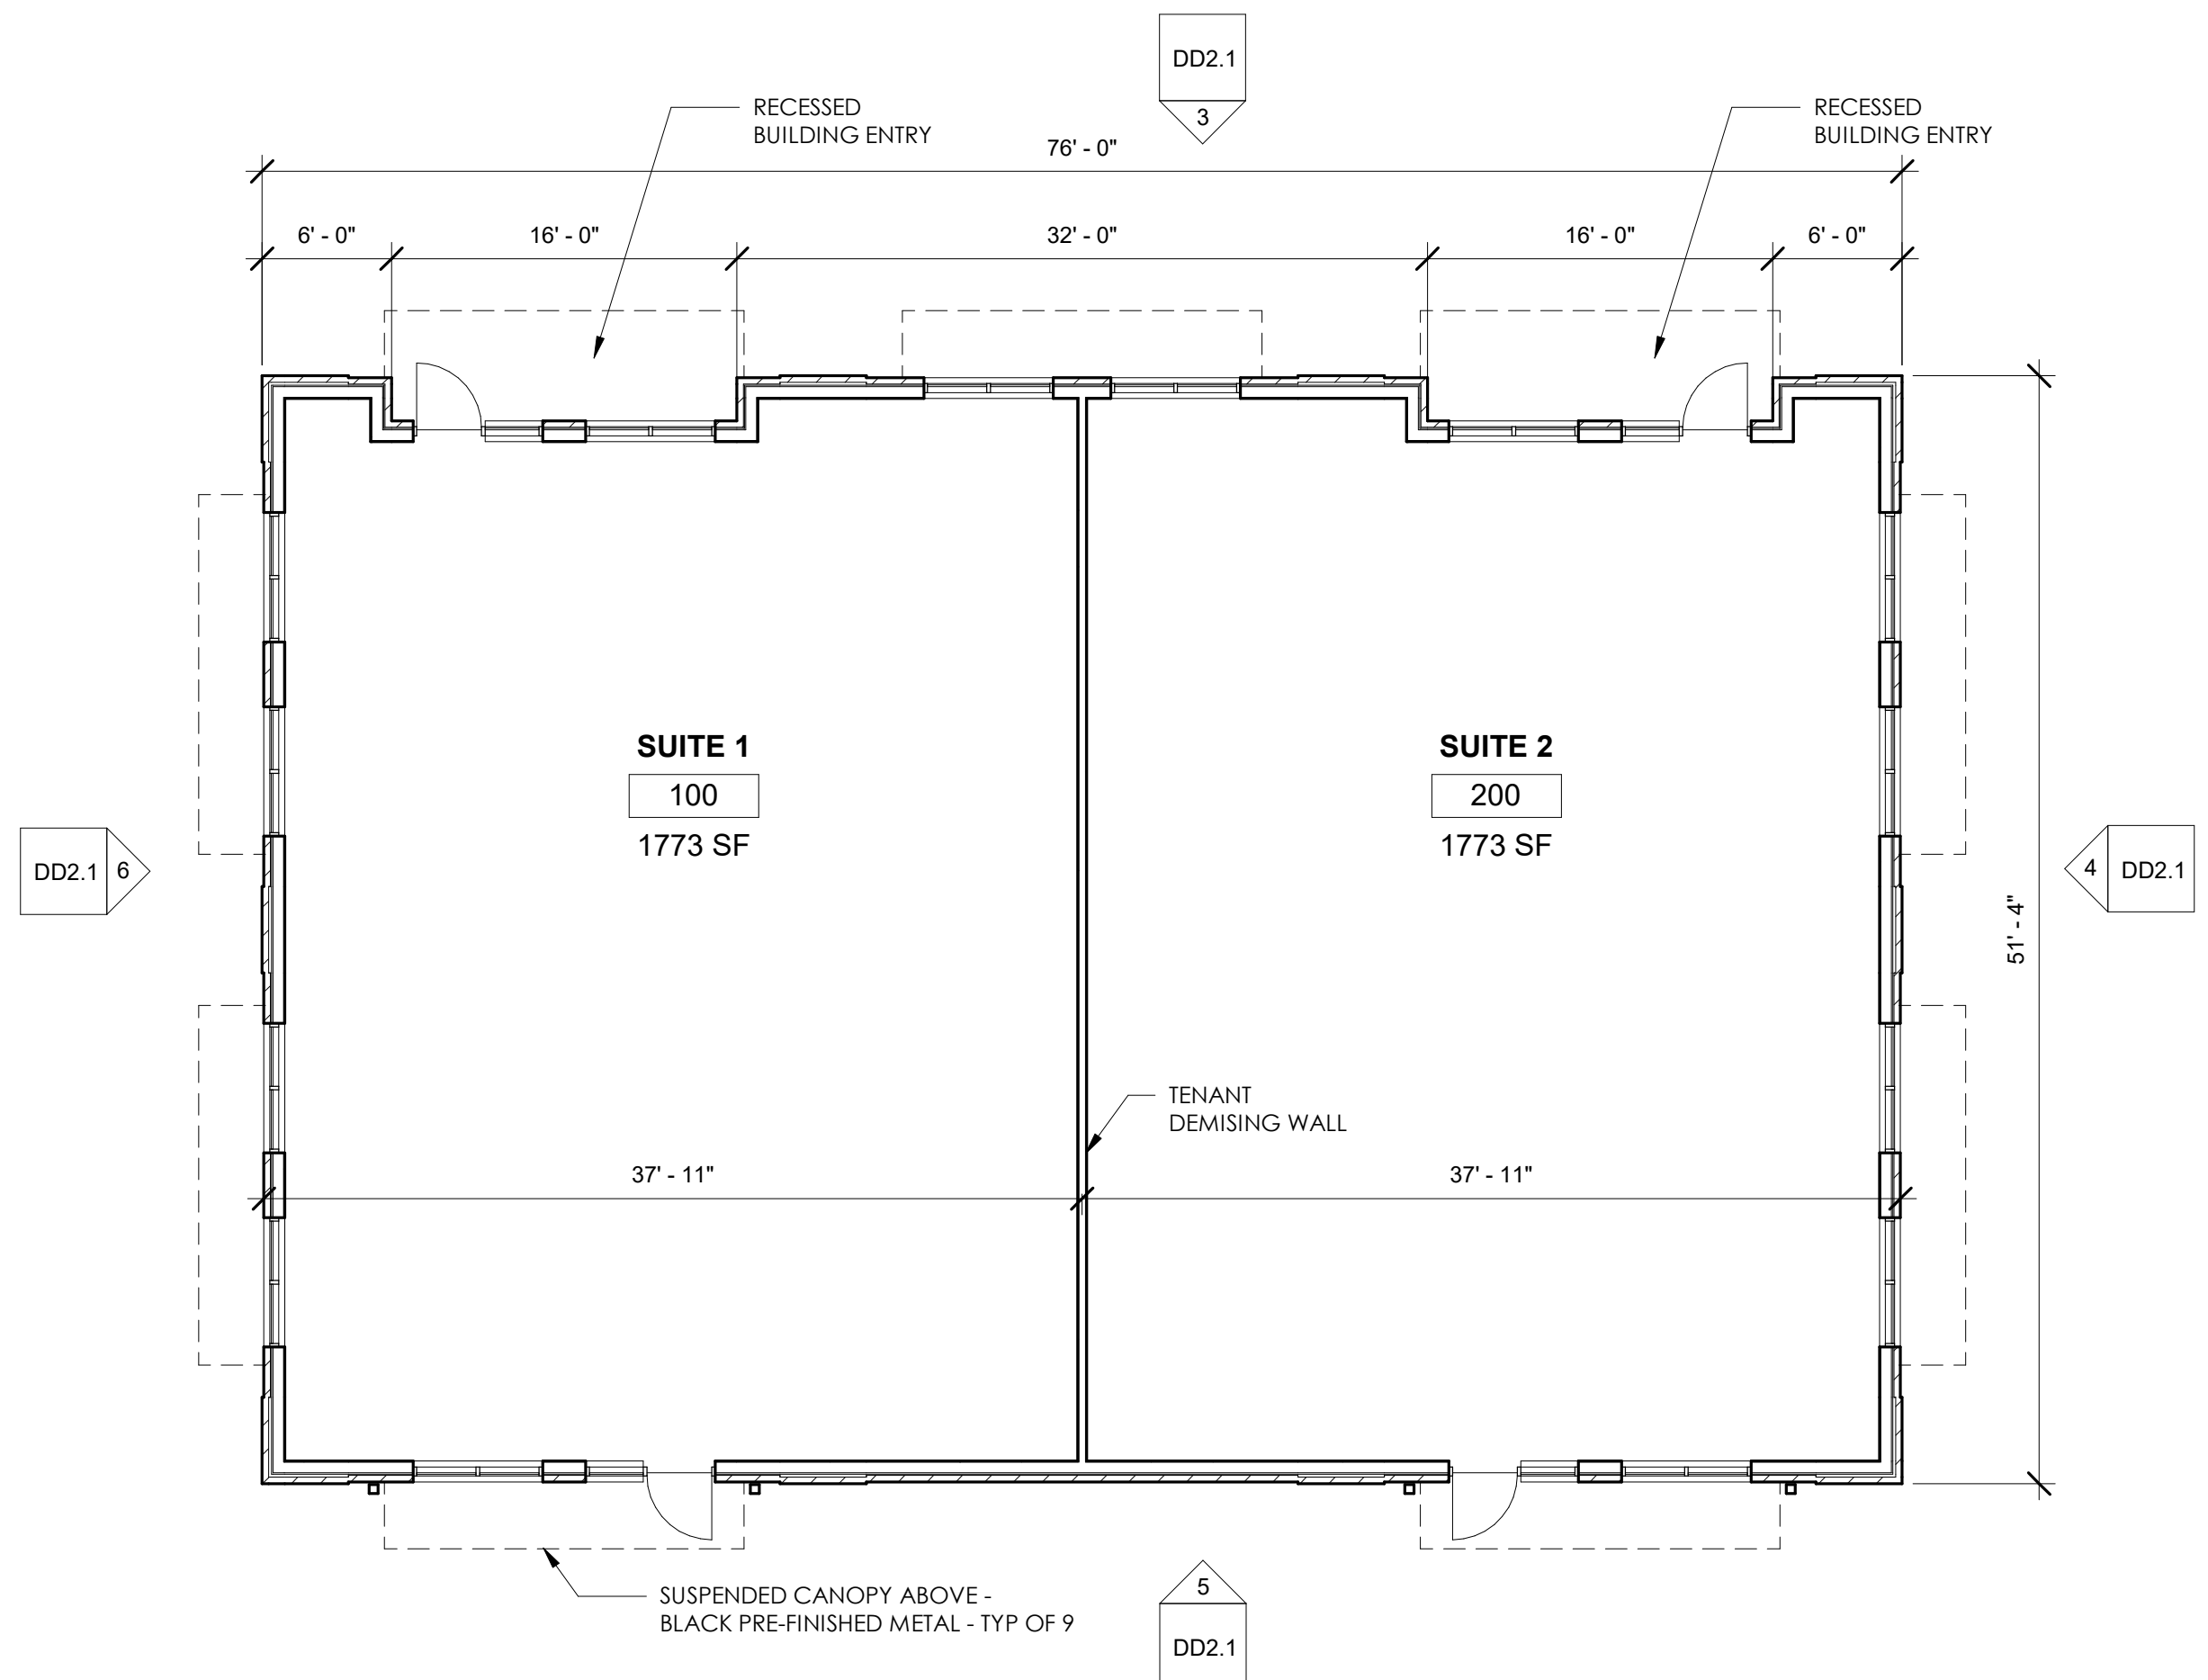 DD2.1
3
RECESSED
BUILDING ENTRY
RECESSED
BUILDING ENTRY
76' - 0"
6' - 0"
16' - 0"
32' - 0"
16' - 0"
6' - 0"
SUITE 1
100
1773 SF
SUITE 2
200
1773 SF
DD2.1 6
4 DD2.1
51' - 4"
TENANT
DEMISING WALL
37' - 11"
37' - 11"
SUSPENDED CANOPY ABOVE -
BLACK PRE-FINISHED METAL - TYP OF 9
5
DD2.1